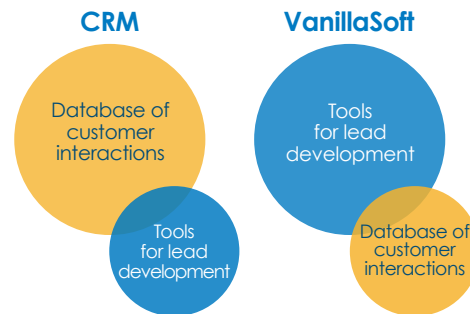 CRM
Database of
customer
interactions
Tools
for lead
development
VanillaSoft
Tools
for lead
development
Database of
customer
interactions